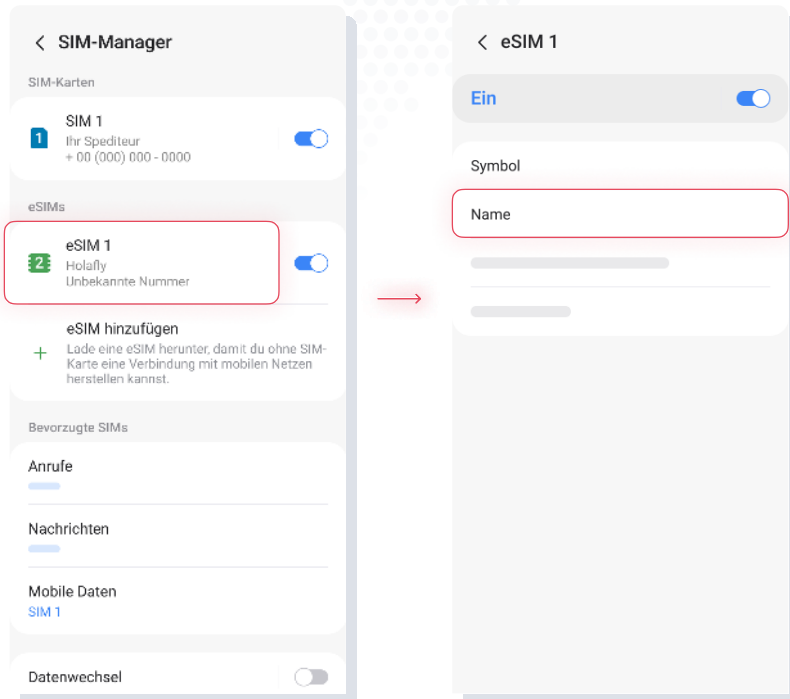 SIM-Manager
SIM-Karten
1
SIM 1
Ihr Spediteur
+ 00 (000) 000 - 0000
eSIMs
2
eSIM 1
Holafly
Unbekannte Nummer
eSIM hinzufügen
Lade eine eSIM herunter, damit du ohne SIM-
Karte eine Verbindung mit mobilen Netzen
herstellen kannst.
Bevorzugte SIMs
Anrufe
Nachrichten
Mobile Daten
SIM 1
Datenwechsel
eSIM 1
Ein
Symbol
Name